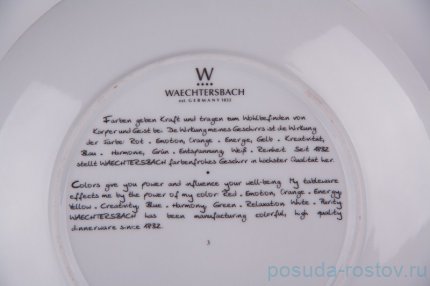 W
WAECHTERSBACH
est. GERMANY 1832
Farben geben Kraft und tragen zum Wohlbefinden von
Körper und Geist bei. Die Wirkung meines Geschirrs ist die Wirkung
der Farbe Rot . Emotion, Orange . Energie, Gelb . Kreativität,
Blau . Harmonie, Grün . Entspannung Weiß . Reinheit Seit 1832
stellt WAECHTERSBACH farbenfrohes Geschirr in höchster Qualität her.
Colors give you power and influence your well-being. My tableware
effects me by the power of my color Red . Emotion, Orange . Energy,
Yellow . Creativity, Blue . Harmony, Green . Relaxation White . Purity
WAECHTERSBACH has been manufacturing colorful, high quality
dinnerware since 1832.
3
posuda-rostov.ru